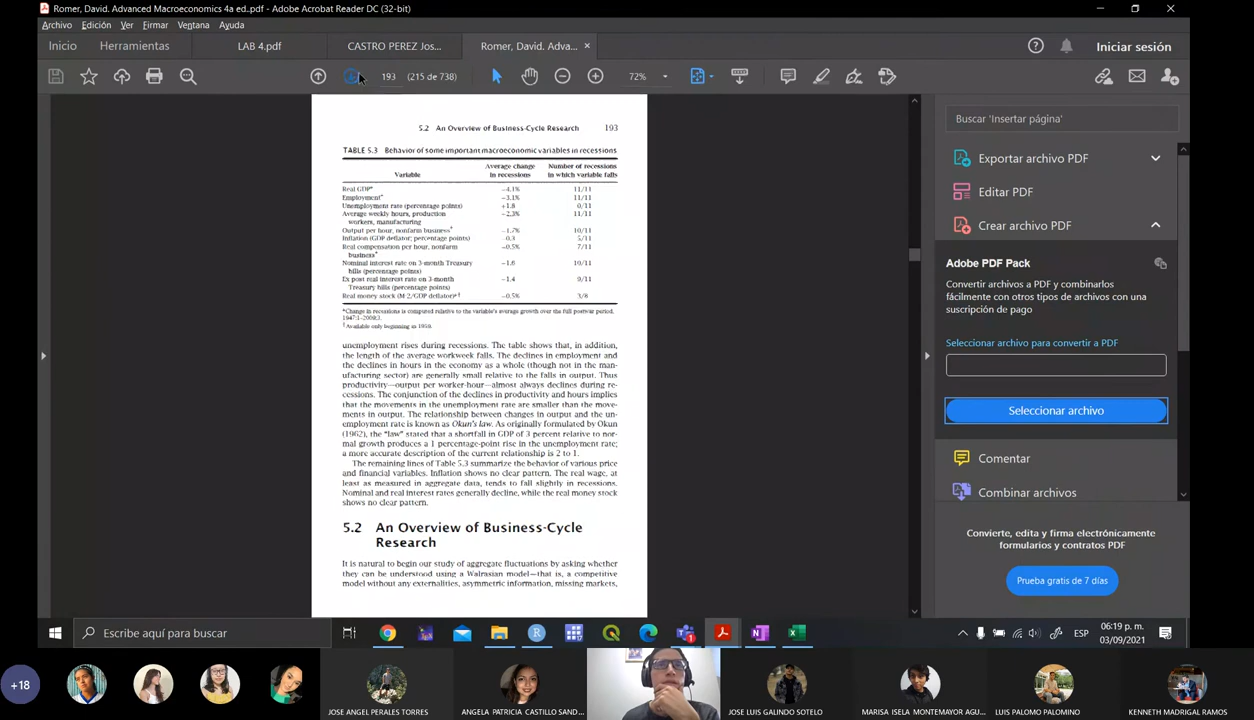 Romer, David. Advanced Macroeconomics 4a ed..pdf - Adobe Acrobat Reader DC (32-bit)
Archivo Edición Ver Firmar Ventana Ayuda
Inicio Herramientas LAB 4.pdf CASTRO PEREZ Jos... Romer, David. Adva... × Iniciar sesión
193 (215 de 738) 72%
5.2 An Overview of Business-Cycle Research 193
TABLE 5.3 Behavior of some important macroeconomic variables in recessions
Average change Number of recessions
Variable in recessions in which variable falls
Real GDP* −4.1% 11/11
Employment* −3.1% 11/11
Unemployment rate (percentage points) +1.8 0/11
Average weekly hours, production −2.3% 11/11
workers, manufacturing
Output per hour, nonfarm business* −1.7% 10/11
Inflation (GDP deflator; percentage points) −0.3 5/11
Real compensation per hour, nonfarm −0.5% 7/11
business*
Nominal interest rate on 3-month Treasury −1.6 10/11
bills (percentage points)
Ex post real interest rate on 3-month −1.4 9/11
Treasury bills (percentage points)
Real money stock (M-2/GDP deflator)*† −0.5% 3/8
*Change in recessions is computed relative to the variable's average growth over the full postwar period,
†Available only beginning in 1959.
unemployment rises during recessions. The table shows that, in addition,
the length of the average workweek falls. The declines in employment and
the declines in hours in the economy as a whole (though not in the man-
ufacturing sector) are generally small relative to the falls in output. Thus
productivity—output per worker-hour—almost always declines during re-
cessions. The conjunction of the declines in productivity and hours implies
that the movements in the unemployment rate are smaller than the move-
ments in output. The relationship between changes in output and the un-
employment rate is known as Okun's law. As originally formulated by Okun
(1962), the "law" stated that a shortfall in GDP of 3 percent relative to nor-
mal growth produces a 1 percentage-point rise in the unemployment rate;
a more accurate description of the current relationship is 2 to 1.
The remaining lines of Table 5.3 summarize the behavior of various price
and financial variables. Inflation shows no clear pattern. The real wage, at
least as measured in aggregate data, tends to fall slightly in recessions.
Nominal and real interest rates generally decline, while the real money stock
shows no clear pattern.
5.2 An Overview of Business-Cycle
Research
It is natural to begin our study of aggregate fluctuations by asking whether
they can be understood using a Walrasian model—that is, a competitive
model without any externalities, asymmetric information, missing markets,
Buscar 'Insertar página'
Exportar archivo PDF
Editar PDF
Crear archivo PDF
Adobe PDF Pack
Convertir archivos a PDF y combinarlos
fácilmente con otros tipos de archivos con una
suscripción de pago
Seleccionar archivo para convertir a PDF
Seleccionar archivo
Comentar
Combinar archivos
Convierte, edita y firma electrónicamente
formularios y contratos PDF
Prueba gratis de 7 días
Escribe aquí para buscar
ESP
06:19 p. m.
03/09/2021
+18
JOSE ANGEL PERALES TORRES
ANGELA PATRICIA CASTILLO SAND...
JOSE LUIS GALINDO SOTELO
MARISA ISELA MONTEMAYOR AGU...
LUIS PALOMO PALOMINO
KENNETH MADRIGAL RAMOS